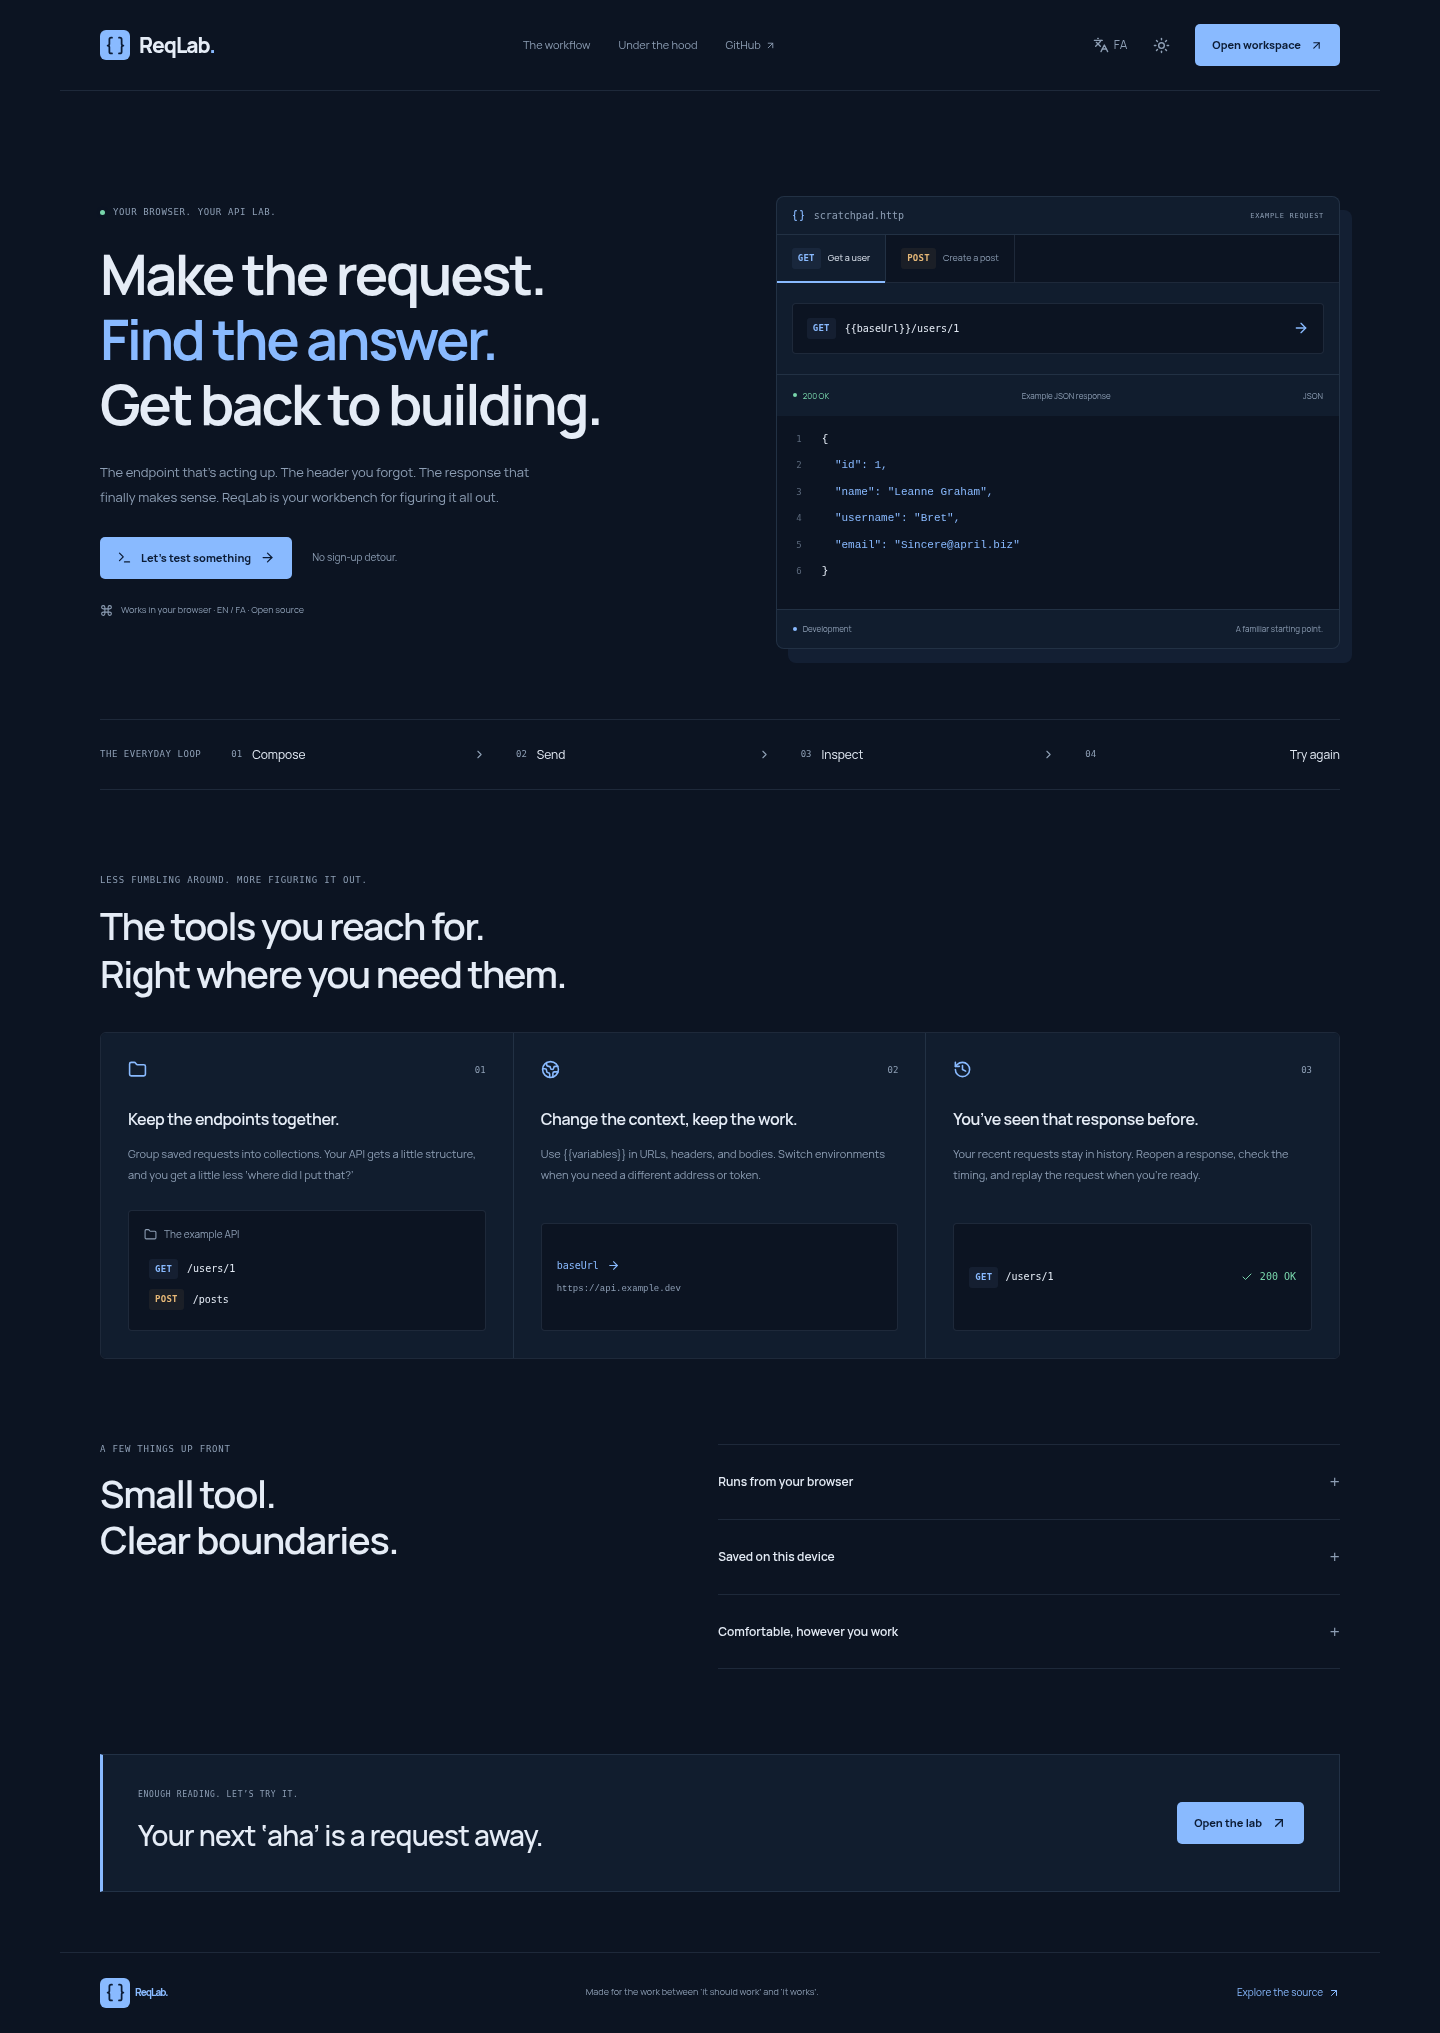 ReqLab.
The workflow
Under the hood
GitHub
FA
Open workspace
YOUR BROWSER. YOUR API LAB.
Make the request.
Find the answer.
Get back to building.
The endpoint that's acting up. The header you forgot. The response that
finally makes sense. ReqLab is your workbench for figuring it all out.
Let's test something
No sign-up detour.
Works in your browser · EN / FA · Open source
{} scratchpad.http
EXAMPLE REQUEST
GET Get a user
POST Create a post
GET {{baseUrl}}/users/1
200 OK
Example JSON response
JSON
1 {
2 "id": 1,
3 "name": "Leanne Graham",
4 "username": "Bret",
5 "email": "Sincere@april.biz"
6 }
Development
A familiar starting point.
THE EVERYDAY LOOP
01 Compose
02 Send
03 Inspect
04 Try again
LESS FUMBLING AROUND. MORE FIGURING IT OUT.
The tools you reach for.
Right where you need them.
01
Keep the endpoints together.
Group saved requests into collections. Your API gets a little structure,
and you get a little less 'where did I put that?'
The example API
GET /users/1
POST /posts
02
Change the context, keep the work.
Use {{variables}} in URLs, headers, and bodies. Switch environments
when you need a different address or token.
baseUrl
https://api.example.dev
03
You've seen that response before.
Your recent requests stay in history. Reopen a response, check the
timing, and replay the request when you're ready.
GET /users/1
200 OK
A FEW THINGS UP FRONT
Small tool.
Clear boundaries.
Runs from your browser +
Saved on this device +
Comfortable, however you work +
ENOUGH READING. LET'S TRY IT.
Your next ‘aha’ is a request away.
Open the lab
{} ReqLab.
Made for the work between 'it should work' and 'it works'.
Explore the source